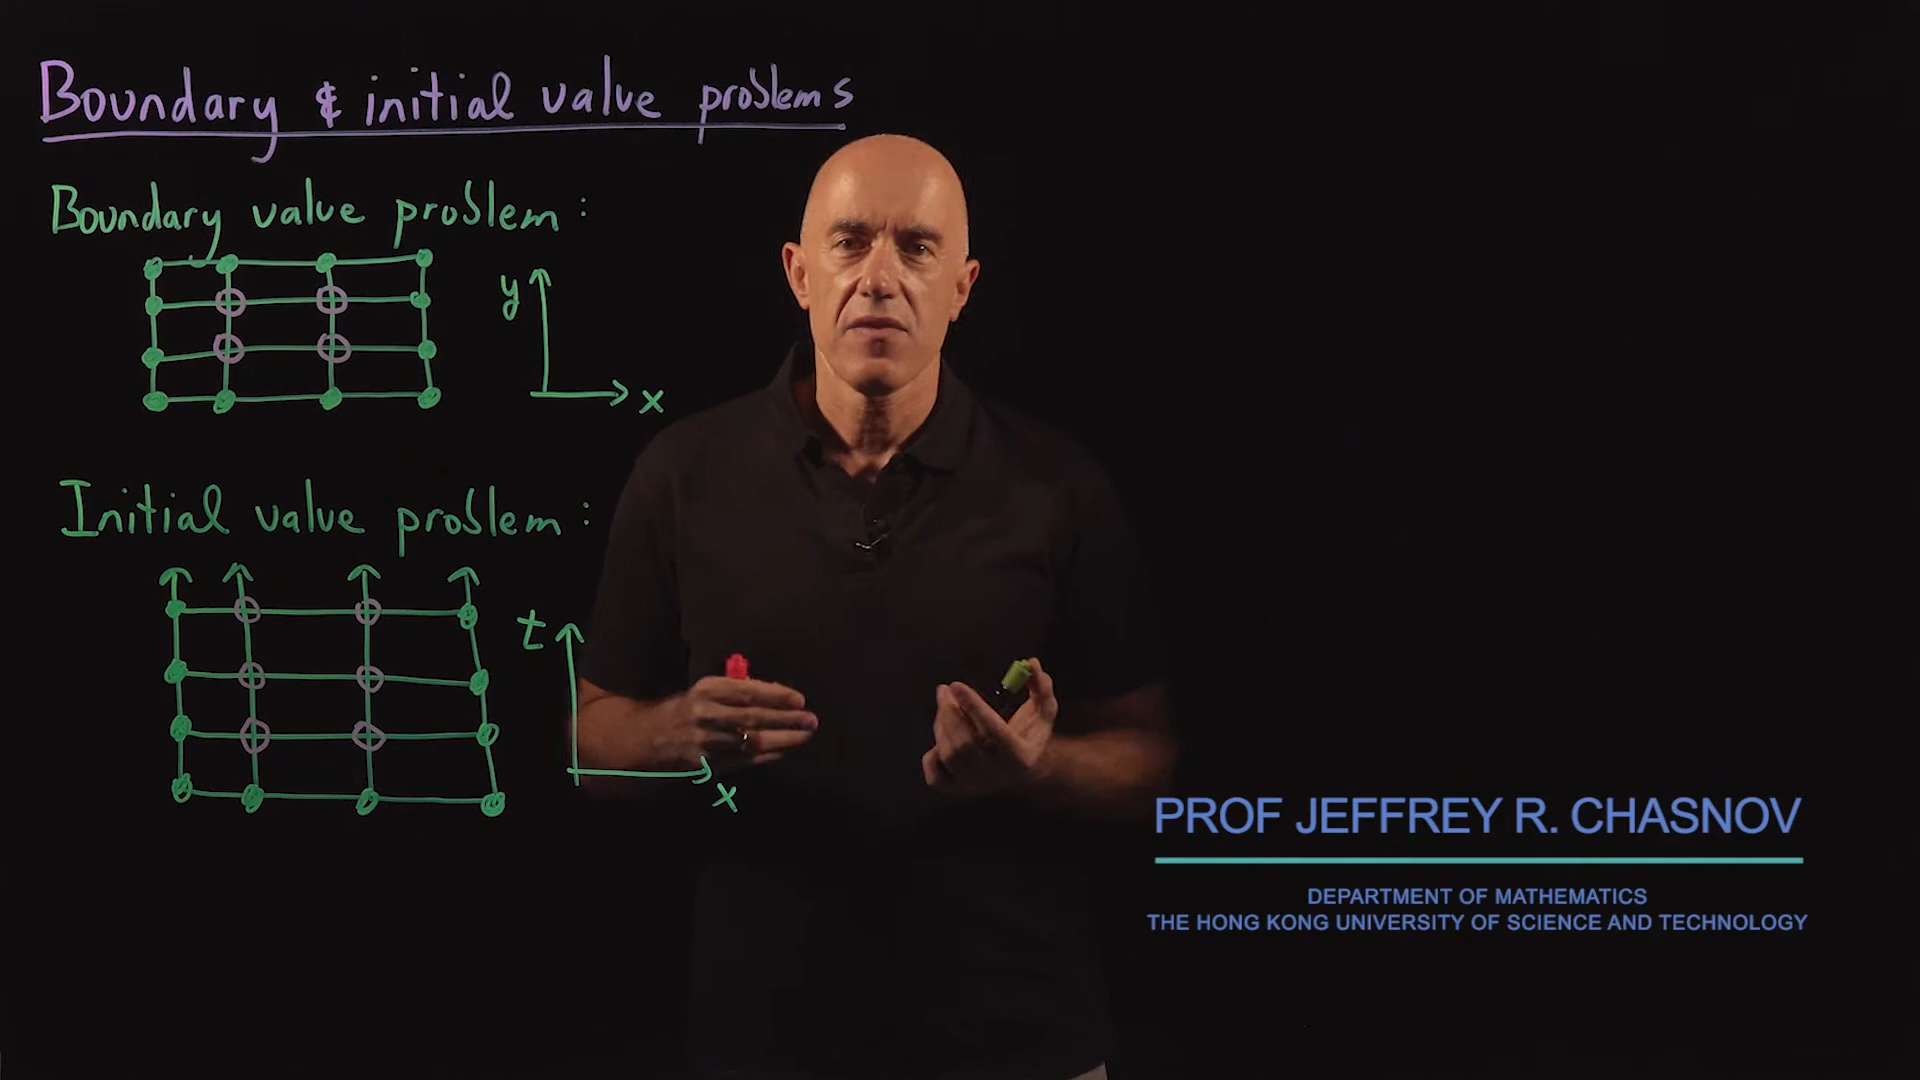 Boundary & initial value problems
Boundary value problem:
y
x
Initial value problem:
t
x
PROF JEFFREY R. CHASNOV
DEPARTMENT OF MATHEMATICS
THE HONG KONG UNIVERSITY OF SCIENCE AND TECHNOLOGY